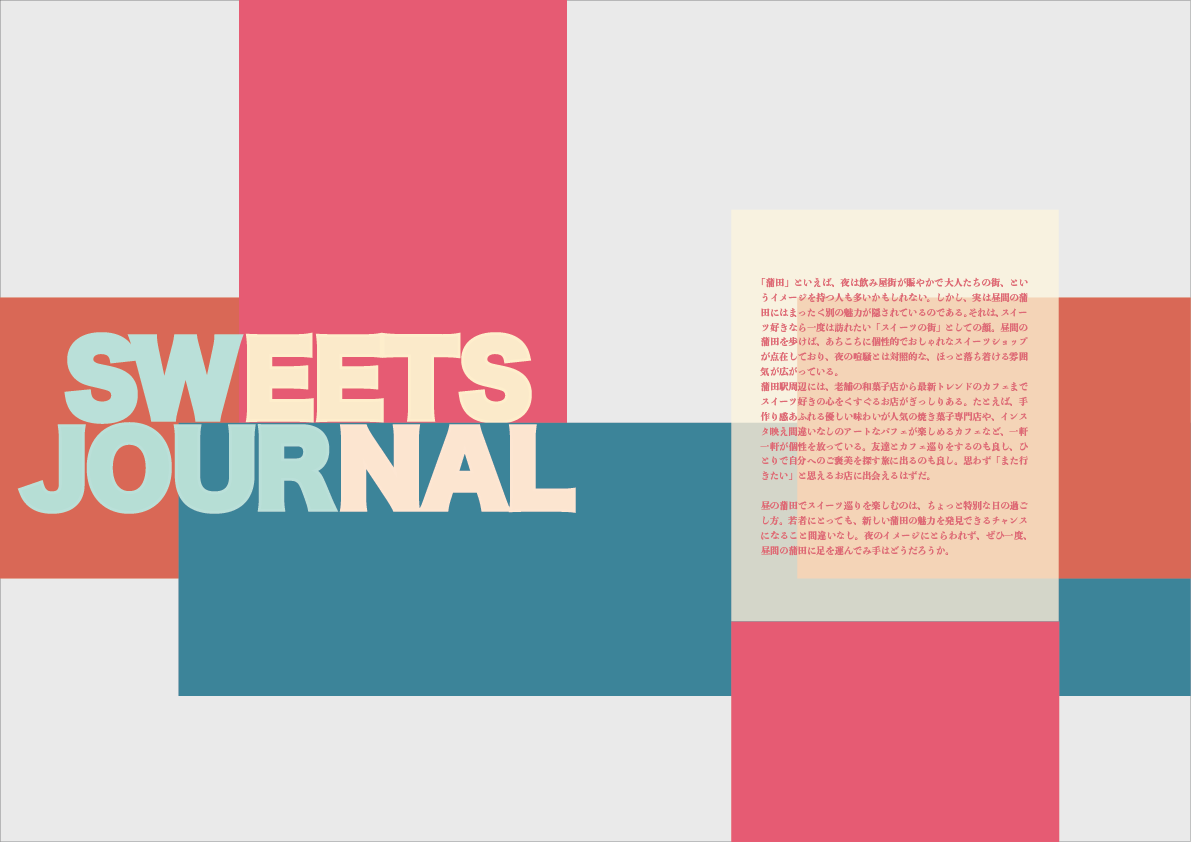 SWEETS
JOURNAL
「蒲田」といえば、夜は飲み屋街が賑やかで大人たちの街、とい
うイメージを持つ人も多いかもしれない。しかし、実は昼間の蒲
田にはまったく別の魅力が隠されているのである。それは、スイー
ツ好きなら一度は訪れたい「スイーツの街」としての顔。昼間の
蒲田を歩けば、あちこちに個性的でおしゃれなスイーツショップ
が点在しており、夜の喧騒とは対照的な、ほっと落ち着ける雰囲
気が広がっている。
蒲田駅周辺には、老舗の和菓子店から最新トレンドのカフェまで
スイーツ好きの心をくすぐるお店がぎっしりある。たとえば、手
作り感あふれる優しい味わいが人気の焼き菓子専門店や、インス
タ映え間違いなしのアートなパフェが楽しめるカフェなど、一軒
一軒が個性を放っている。友達とカフェ巡りをするのも良し、ひ
とりで自分へのご褒美を探す旅に出るのも良し。思わず「また行
きたい」と思えるお店に出会えるはずだ。
昼の蒲田でスイーツ巡りを楽しむのは、ちょっと特別な日の過ご
し方。若者にとっても、新しい蒲田の魅力を発見できるチャンス
になること間違いなし。夜のイメージにとらわれず、ぜひ一度、
昼間の蒲田に足を運んでみ手はどうだろうか。